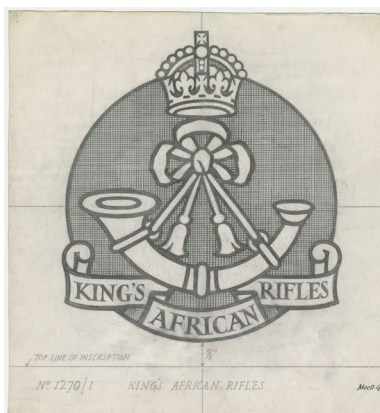 KING'S AFRICAN RIFLES
TOP LINE OF INSCRIPTION
Nº 1270/1 KING'S AFRICAN RIFLES